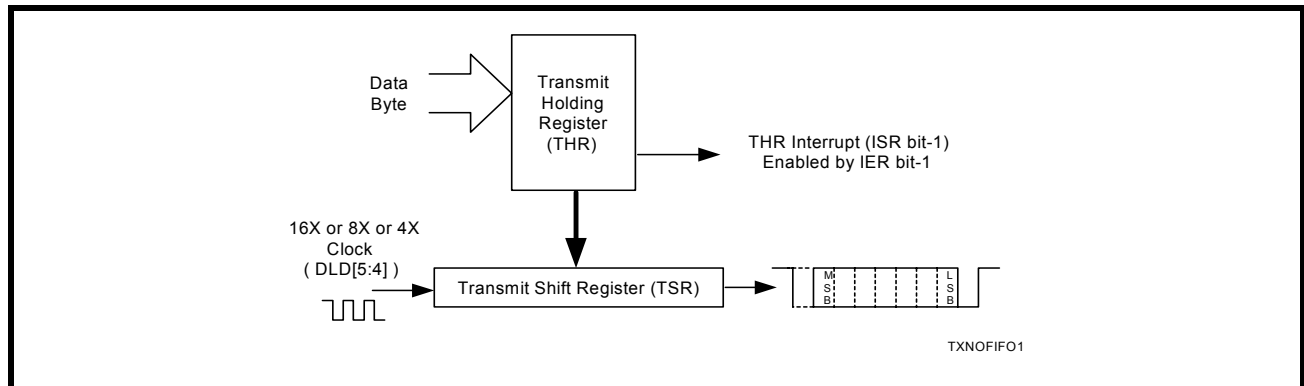 Data
Byte
Transmit
Holding
Register
(THR)
THR Interrupt (ISR bit-1)
Enabled by IER bit-1
16X or 8X or 4X
Clock
( DLD[5:4] )
Transmit Shift Register (TSR)
M
S
B
L
S
B
TXNOFIFO1